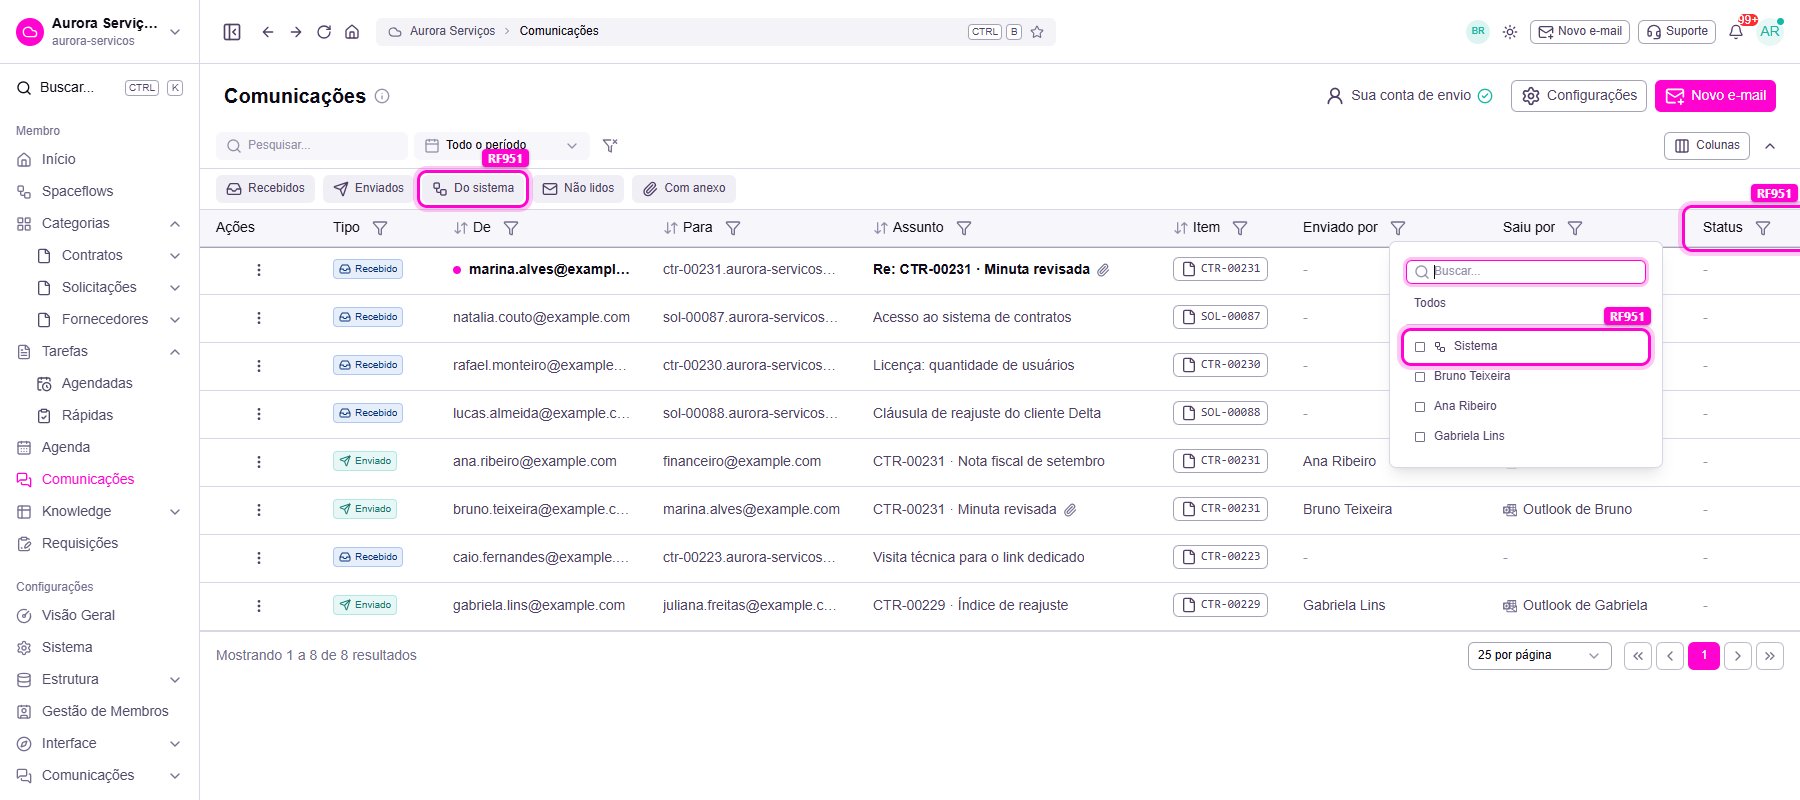 Aurora Serviç...
aurora-servicos
Aurora Serviços > Comunicações
CTRL B
BR
Novo e-mail
Suporte
99+
AR
Buscar...
CTRL K
Membro
Início
Spaceflows
Categorias
Contratos
Solicitações
Fornecedores
Tarefas
Agendadas
Rápidas
Agenda
Comunicações
Knowledge
Requisições
Configurações
Visão Geral
Sistema
Estrutura
Gestão de Membros
Interface
Comunicações
Comunicações
Sua conta de envio
Configurações
Novo e-mail
Pesquisar...
Todo o período
Colunas
RF951
RF951
Recebidos
Enviados
Do sistema
Não lidos
Com anexo
Ações Tipo De Para Assunto Item Enviado por Saiu por Status
Recebido marina.alves@exampl... ctr-00231.aurora-servicos... Re: CTR-00231 · Minuta revisada CTR-00231 - -
Recebido natalia.couto@example.com sol-00087.aurora-servicos... Acesso ao sistema de contratos SOL-00087 - -
Recebido rafael.monteiro@example... ctr-00230.aurora-servicos... Licença: quantidade de usuários CTR-00230 - -
Recebido lucas.almeida@example.c... sol-00088.aurora-servicos... Cláusula de reajuste do cliente Delta SOL-00088 - -
Enviado ana.ribeiro@example.com financeiro@example.com CTR-00231 · Nota fiscal de setembro CTR-00231 Ana Ribeiro -
Enviado bruno.teixeira@example.c... marina.alves@example.com CTR-00231 · Minuta revisada CTR-00231 Bruno Teixeira Outlook de Bruno -
Recebido caio.fernandes@example.... ctr-00223.aurora-servicos... Visita técnica para o link dedicado CTR-00223 - - -
Enviado gabriela.lins@example.com juliana.freitas@example.c... CTR-00229 · Índice de reajuste CTR-00229 Gabriela Lins Outlook de Gabriela -
Buscar...
Todos
RF951
Sistema
Bruno Teixeira
Ana Ribeiro
Gabriela Lins
Mostrando 1 a 8 de 8 resultados
25 por página
1